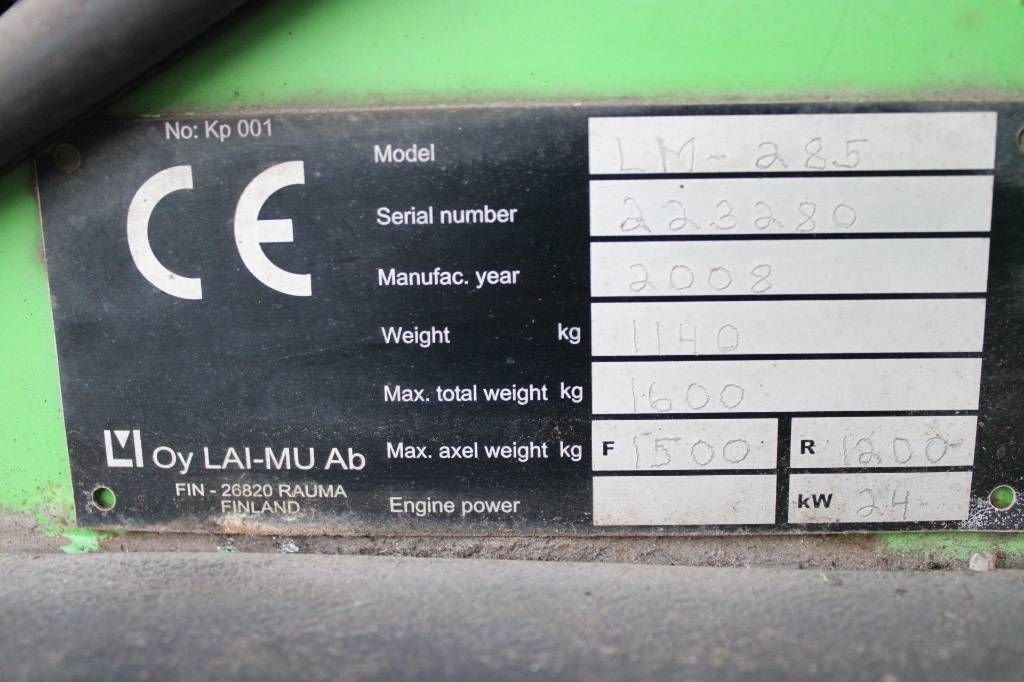 No: Kp 001
CE
Model LM-285
Serial number 223280
Manufac. year 2008
Weight kg 1140
Max. total weight kg 1600
Max. axel weight kg F 1500 R 1200
Engine power kW 24
LM Oy LAI-MU Ab
FIN - 26820 RAUMA
FINLAND